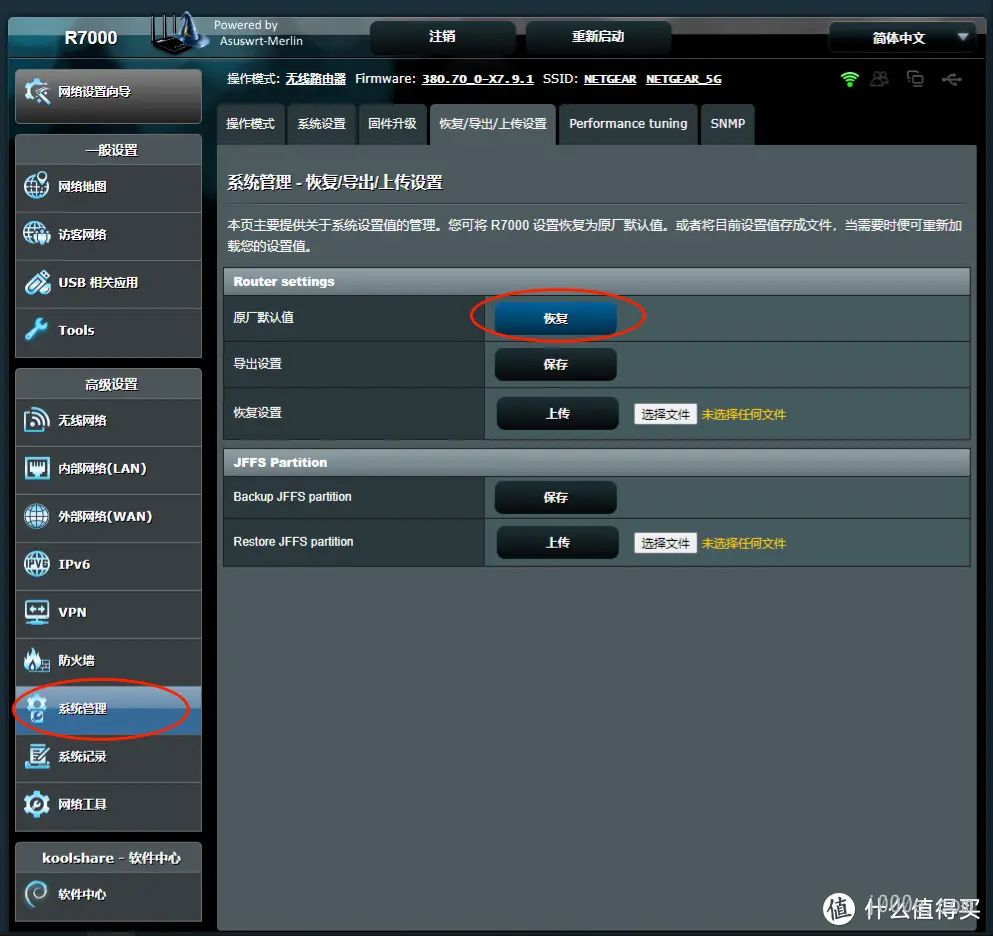 R7000
Powered by
Asuswrt-Merlin
注销
重新启动
简体中文
操作模式: 无线路由器 Firmware: 380.70_0-X7.9.1 SSID: NETGEAR NETGEAR_5G
网络设置向导
一般设置
网络地图
访客网络
USB 相关应用
Tools
高级设置
无线网络
内部网络(LAN)
外部网络(WAN)
IPv6
VPN
防火墙
系统管理
系统记录
网络工具
koolshare - 软件中心
软件中心
操作模式 系统设置 固件升级 恢复/导出/上传设置 Performance tuning SNMP
系统管理 - 恢复/导出/上传设置
本页主要提供关于系统设置值的管理。您可将 R7000 设置恢复为原厂默认值。或者将目前设置值存成文件，当需要时便可重新加
载您的设置值。
Router settings
原厂默认值 恢复
导出设置 保存
恢复设置 上传 选择文件 未选择任何文件
JFFS Partition
Backup JFFS partition 保存
Restore JFFS partition 上传 选择文件 未选择任何文件
值 什么值得买